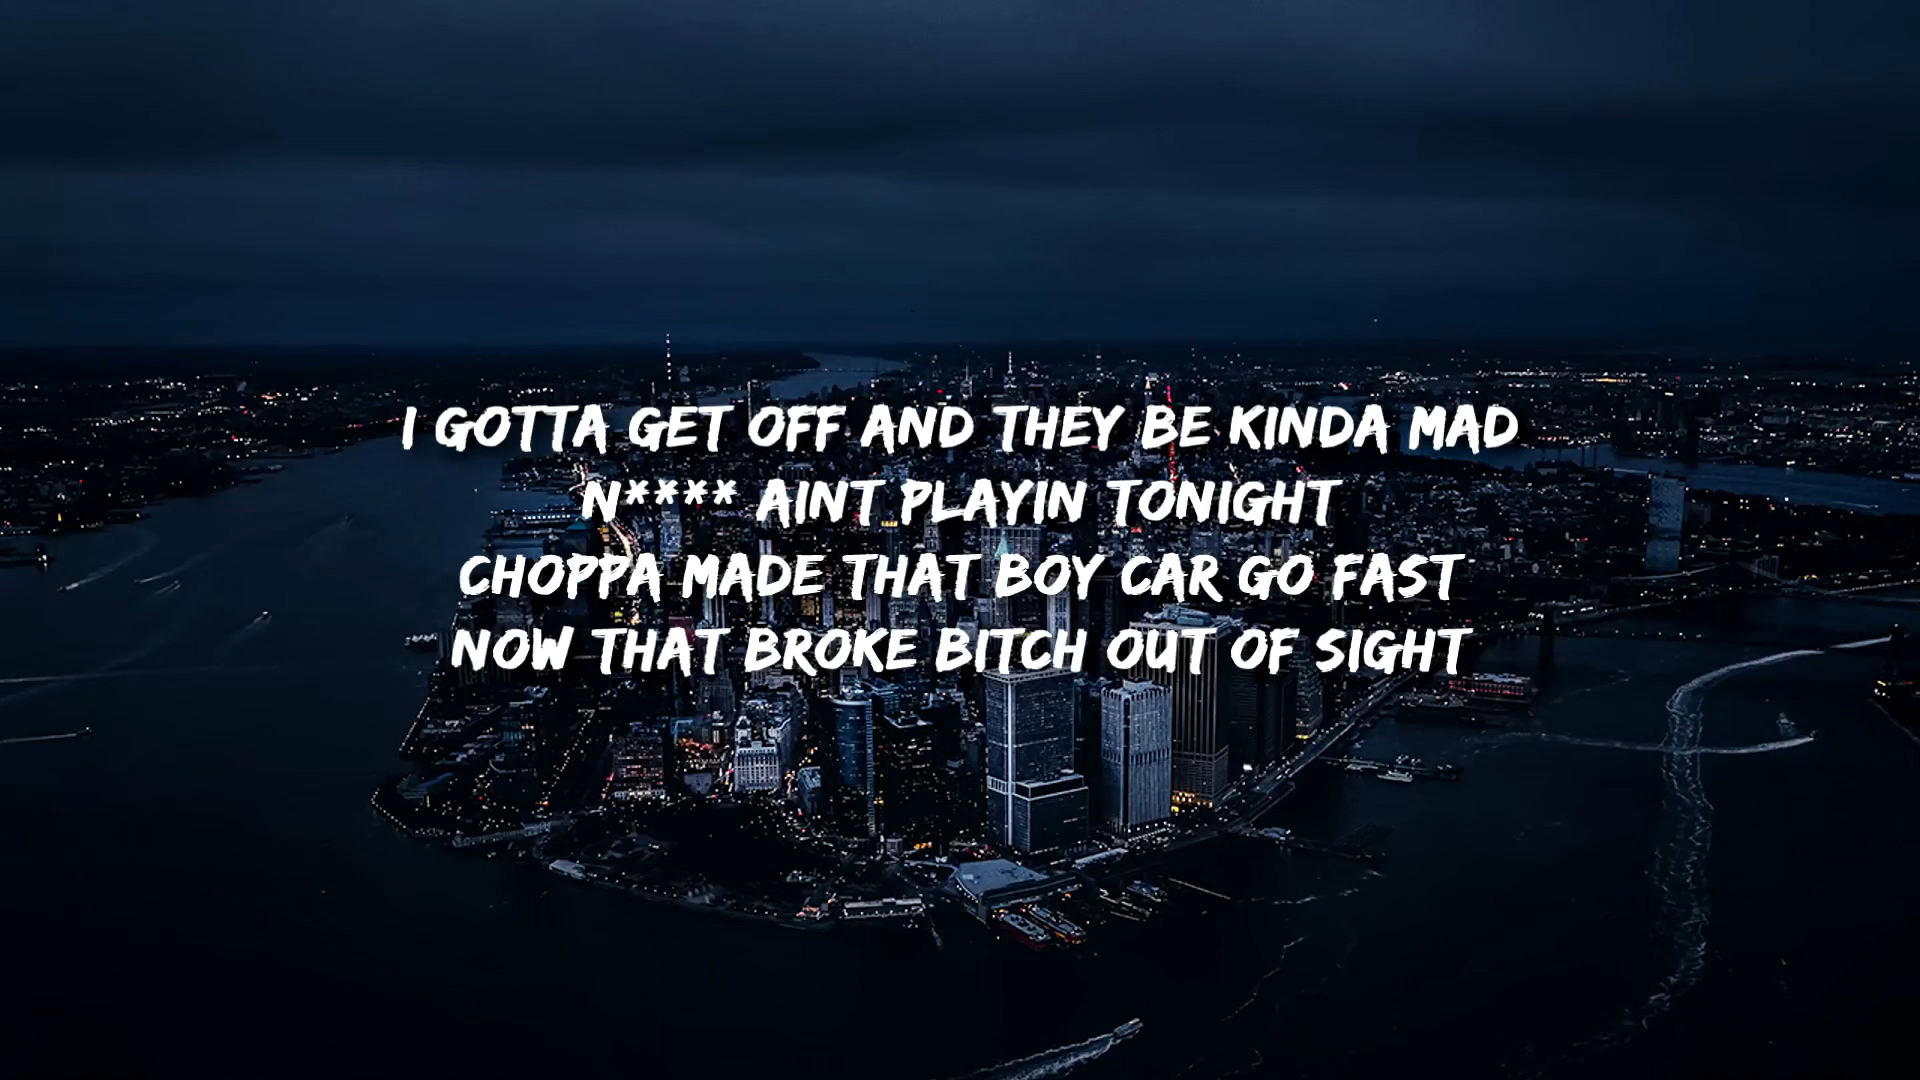 I GOTTA GET OFF AND THEY BE KINDA MAD
N**** AINT PLAYIN TONIGHT
CHOPPA MADE THAT BOY CAR GO FAST
NOW THAT BROKE BITCH OUT OF SIGHT